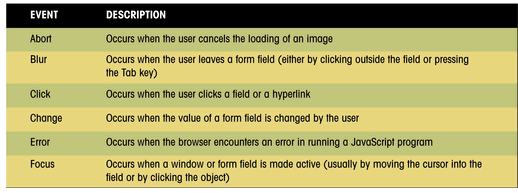 EVENT DESCRIPTION
Abort Occurs when the user cancels the loading of an image
Blur Occurs when the user leaves a form field (either by clicking outside the field or pressing
the Tab key)
Click Occurs when the user clicks a field or a hyperlink
Change Occurs when the value of a form field is changed by the user
Error Occurs when the browser encounters an error in running a JavaScript program
Focus Occurs when a window or form field is made active (usually by moving the cursor into the
field or by clicking the object)